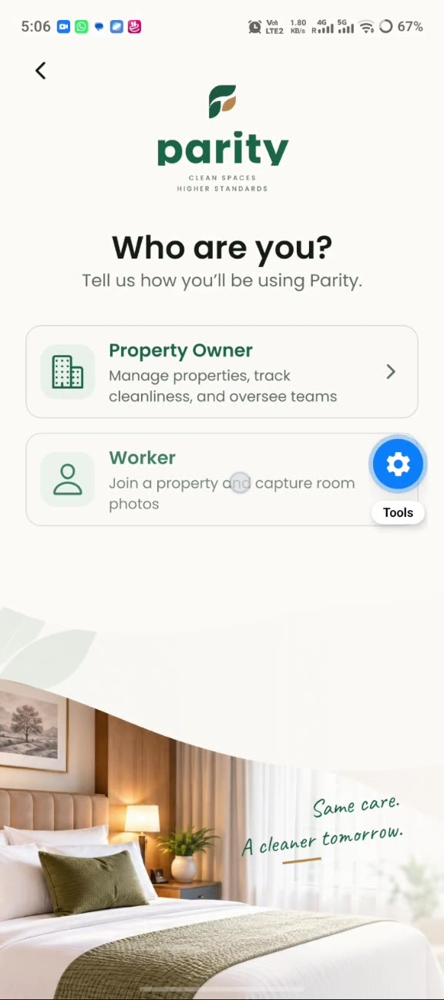 5:06
Vo)
LTE2
1.80
KB/s
4G
R
5G
67%
parity
CLEAN SPACES
HIGHER STANDARDS
Who are you?
Tell us how you'll be using Parity.
Property Owner
Manage properties, track
cleanliness, and oversee teams
Worker
Join a property and capture room
photos
Tools
Same care.
A cleaner tomorrow.